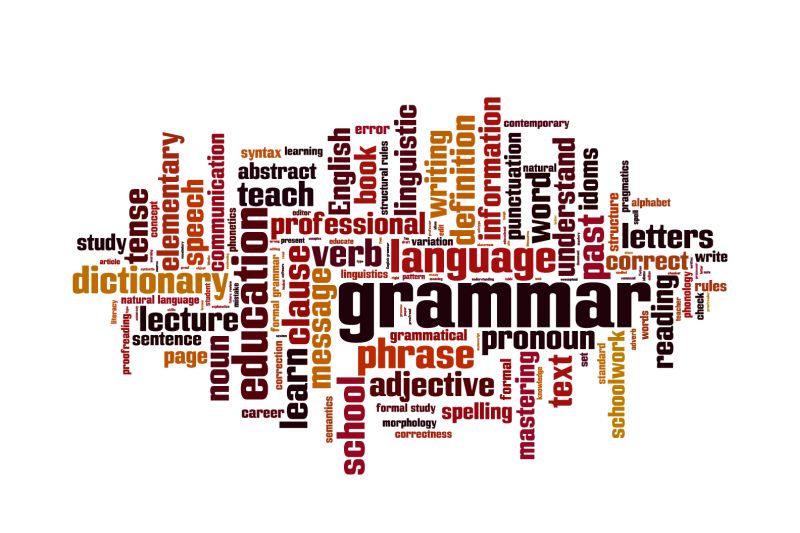 contemporary
error
linguistic
information
English
book
structural rules
writing
definition
punctuation
elementary
communication
syntax
learning
understand
idoms
natural
abstract
word
pragmatics
tense
concept
speech
teach
structure
alphabet
phonetics
editor
professional
past
spell
study
education
present
educate
verb
variation
language
letters
article
linguistics
pattern
correct
write
dictionary
student
mistake
formal grammar
clause
message
grammar
reading
phonology
check
rules
literacy
natural language
lecture
words
teacher
proofreading
sentence
grammatical
pronoun
adverb
page
noun
correction
learn
phrase
set
standard
schoolwork
school
adjective
formal
knowledge
mastering
text
career
semantics
formal study
spelling
morphology
correctness